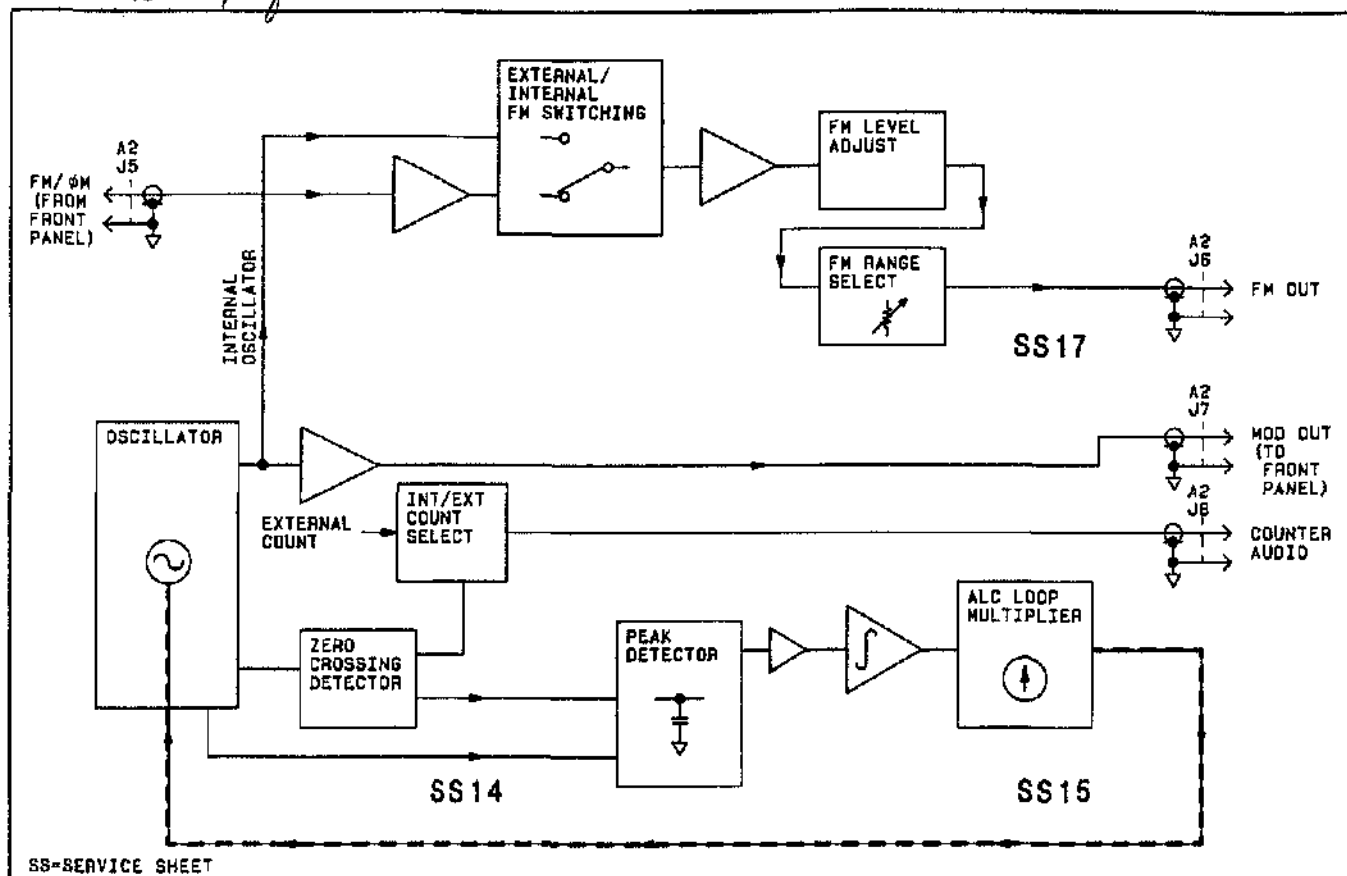 EXTERNAL/
INTERNAL
FM SWITCHING
FM LEVEL
ADJUST
A2
J5
FM/ØM
(FROM
FRONT
PANEL)
INTERNAL
OSCILLATOR
FM RANGE
SELECT
A2
J6
FM OUT
SS17
OSCILLATOR
A2
J7
MOD OUT
(TO
FRONT
PANEL)
EXTERNAL
COUNT
INT/EXT
COUNT
SELECT
A2
J8
COUNTER
AUDIO
ZERO
CROSSING
DETECTOR
PEAK
DETECTOR
ALC LOOP
MULTIPLIER
SS14
SS15
SS=SERVICE SHEET